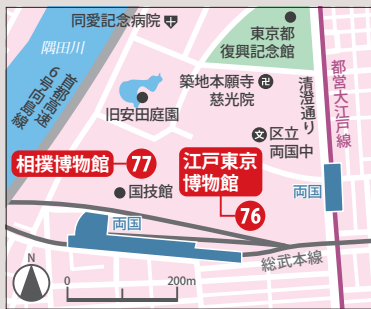 同愛記念病院
東京都
復興記念館
隅田川
首都高速
6号向島線
築地本願寺
慈光院
清澄通り
都営大江戸線
旧安田庭園
文
区立
両国中
相撲博物館
77
江戸東京
博物館
76
国技館
両国
両国
総武本線
N
0
200m